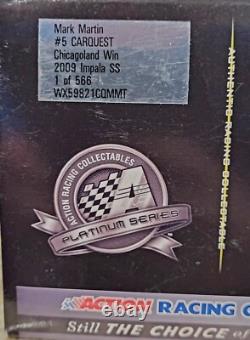 Mark Martin
#5 CARQUEST
Chicagoland Win
2009 Impala SS
1 of 566
WX59821CQMMT
AUTHENTIC RACING COLLECTABLE
ACTION RACING COLLECTABLES
PLATINUM SERIES
ACTION RACING C
Still THE CHOICE of